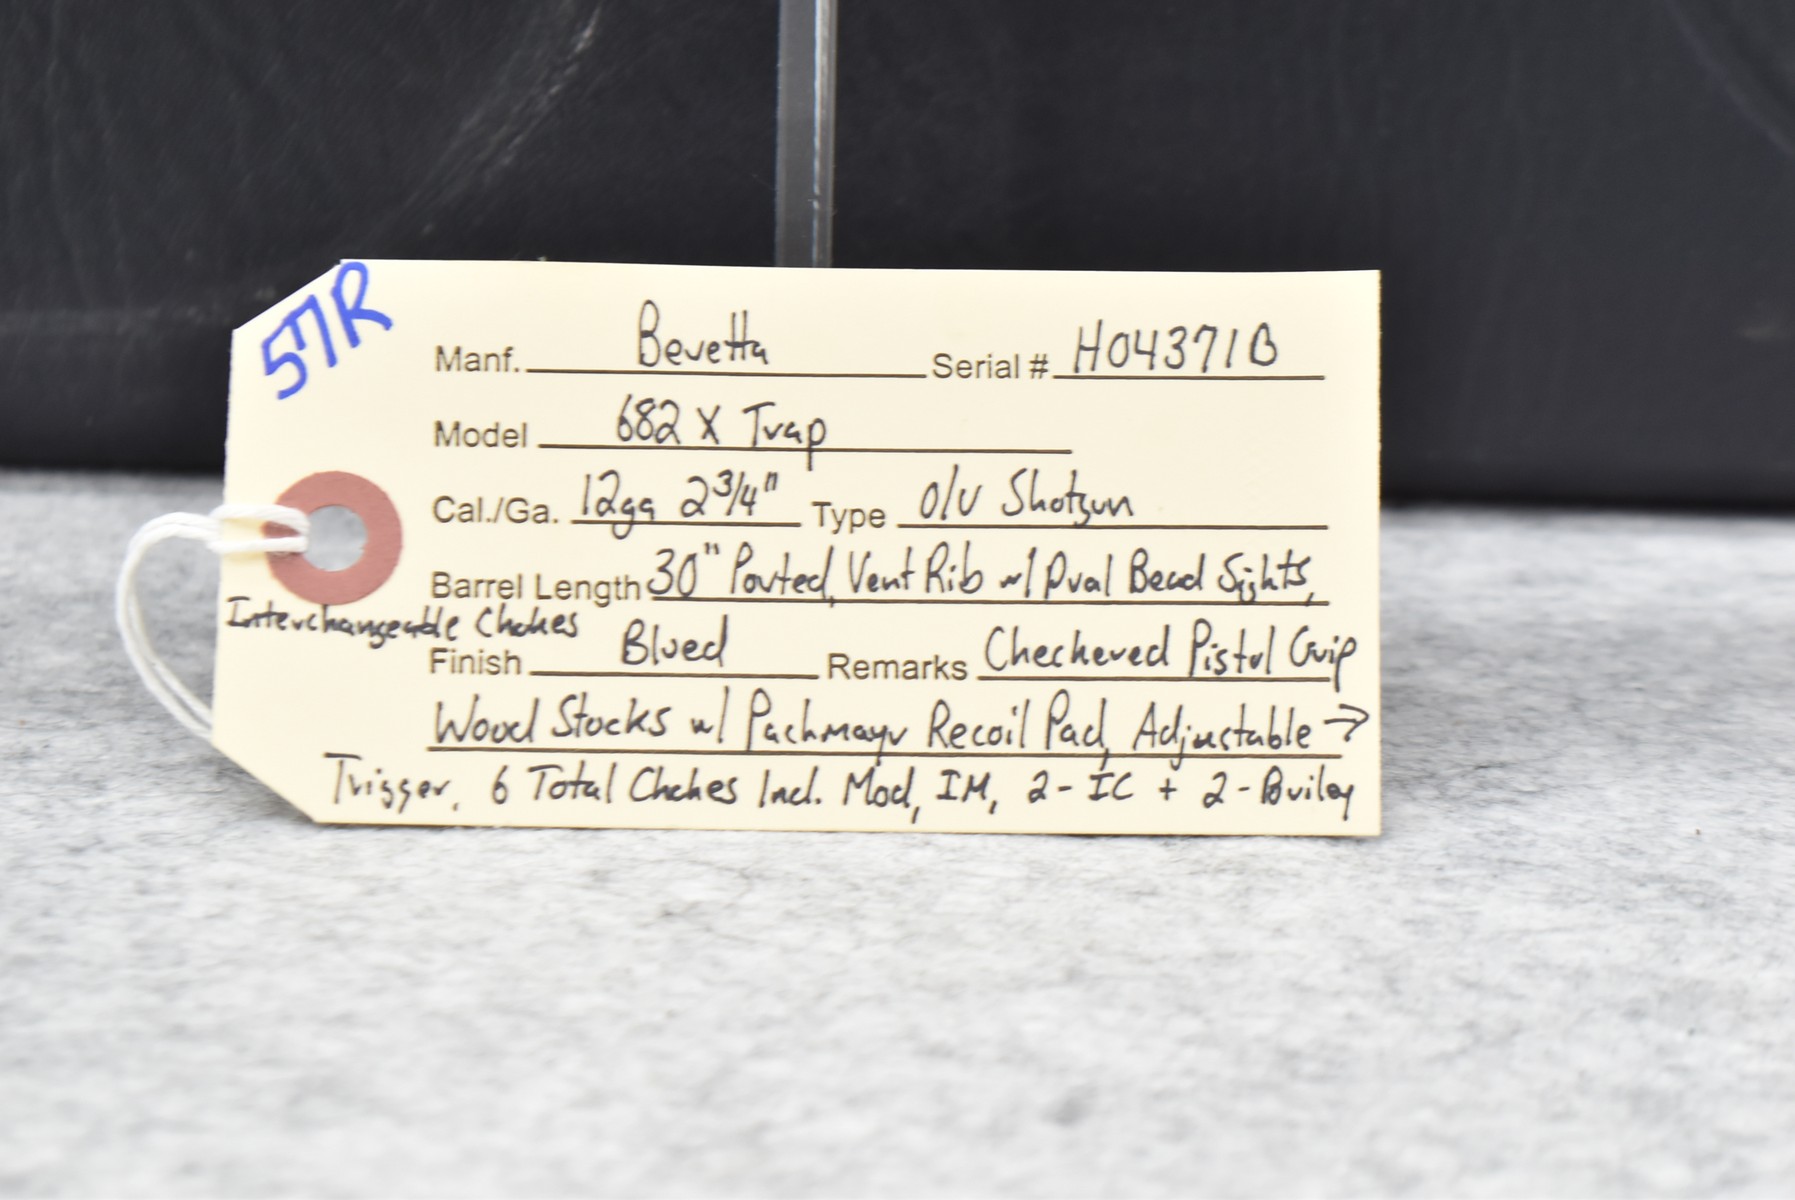 57R
Manf. Beretta Serial # H04371B
Model 682 X Trap
Cal./Ga. 12ga 2 3/4" Type O/U Shotgun
Barrel Length 30" Ported, Vent Rib w/ Dual Bead Sights,
Interchangeable Chokes
Finish Blued Remarks Checkered Pistol Grip
Wood Stocks w/ Pachmayr Recoil Pad, Adjustable →
Trigger, 6 Total Chokes Incl. Mod, IM, 2-IC + 2-Briley